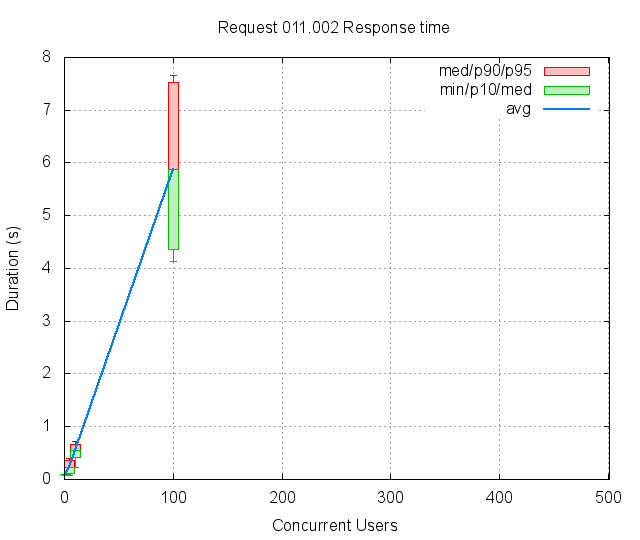 Request 011.002 Response time
med/p90/p95
min/p10/med
avg
8
7
6
5
4
3
2
1
0
Duration (s)
0 100 200 300 400 500
Concurrent Users